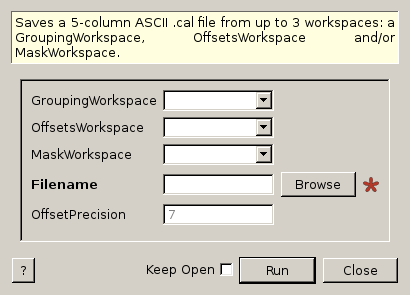 Saves a 5-column ASCII .cal file from up to 3 workspaces: a
GroupingWorkspace, OffsetsWorkspace and/or
MaskWorkspace.
GroupingWorkspace
OffsetsWorkspace
MaskWorkspace
Filename Browse *
OffsetPrecision 7
? Keep Open Run Close